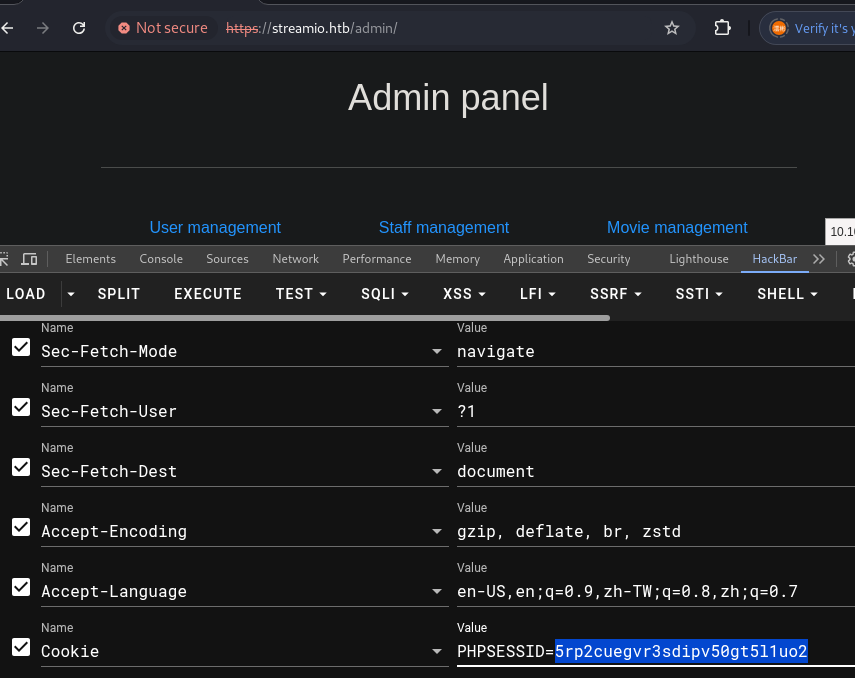 Not secure https://streamio.htb/admin/ Verify it's y
Admin panel
User management Staff management Movie management
10.10
Elements Console Sources Network Performance Memory Application Security Lighthouse HackBar
LOAD SPLIT EXECUTE TEST SQLI XSS LFI SSRF SSTI SHELL
Name Value
Sec-Fetch-Mode navigate
Name Value
Sec-Fetch-User ?1
Name Value
Sec-Fetch-Dest document
Name Value
Accept-Encoding gzip, deflate, br, zstd
Name Value
Accept-Language en-US,en;q=0.9,zh-TW;q=0.8,zh;q=0.7
Name Value
Cookie PHPSESSID=5rp2cuegvr3sdipv50gt5l1uo2